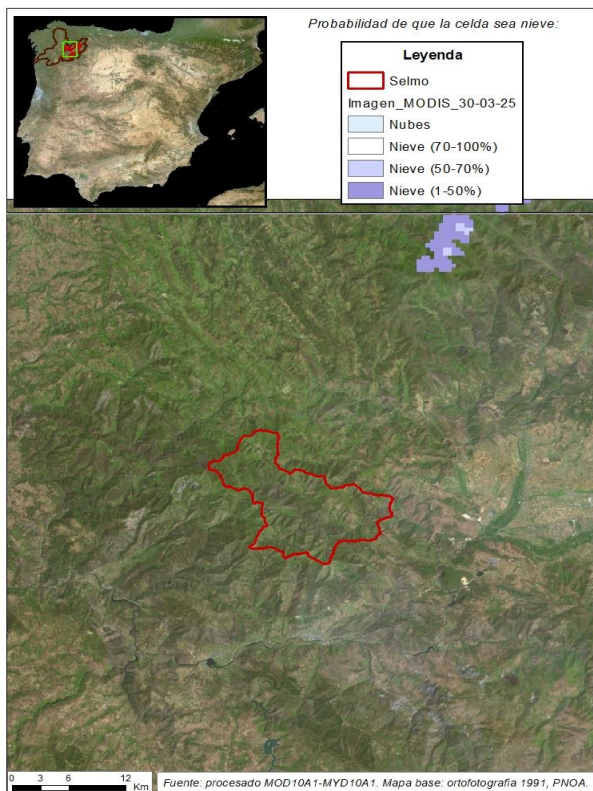 Probabilidad de que la celda sea nieve:
Leyenda
Selmo
Imagen_MODIS_30-03-25
Nubes
Nieve (70-100%)
Nieve (50-70%)
Nieve (1-50%)
0 3 6 12
Km
Fuente: procesado MOD10A1-MYD10A1. Mapa base: ortofotografia 1991, PNOA.